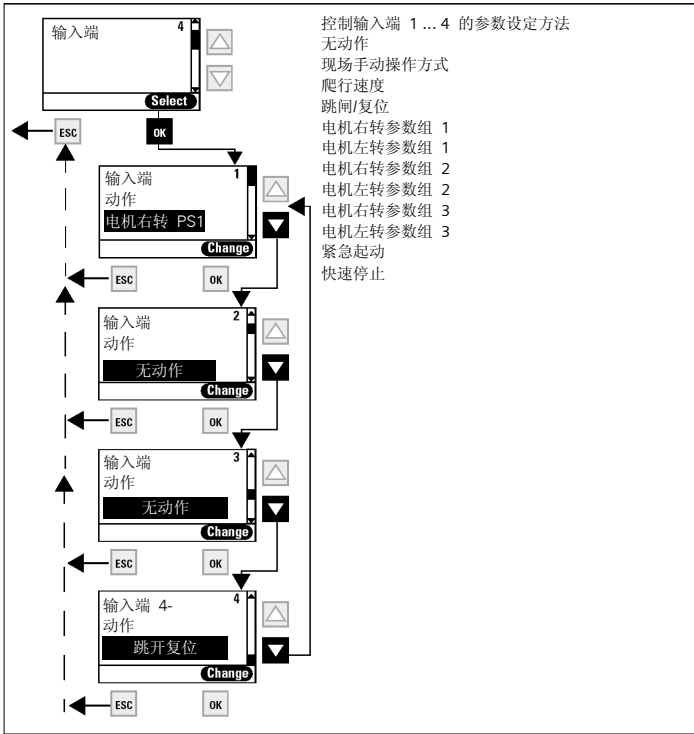 输入端 4
Select
ESC OK
输入端 1
动作
电机右转 PS1
Change
ESC OK
输入端 2
动作
无动作
Change
ESC OK
输入端 3
动作
无动作
Change
ESC OK
输入端 4- 4
动作
跳开复位
Change
ESC OK
控制输入端 1 ... 4 的参数设定方法
无动作
现场手动操作方式
爬行速度
跳闸/复位
电机右转参数组 1
电机左转参数组 1
电机右转参数组 2
电机左转参数组 2
电机右转参数组 3
电机左转参数组 3
紧急起动
快速停止